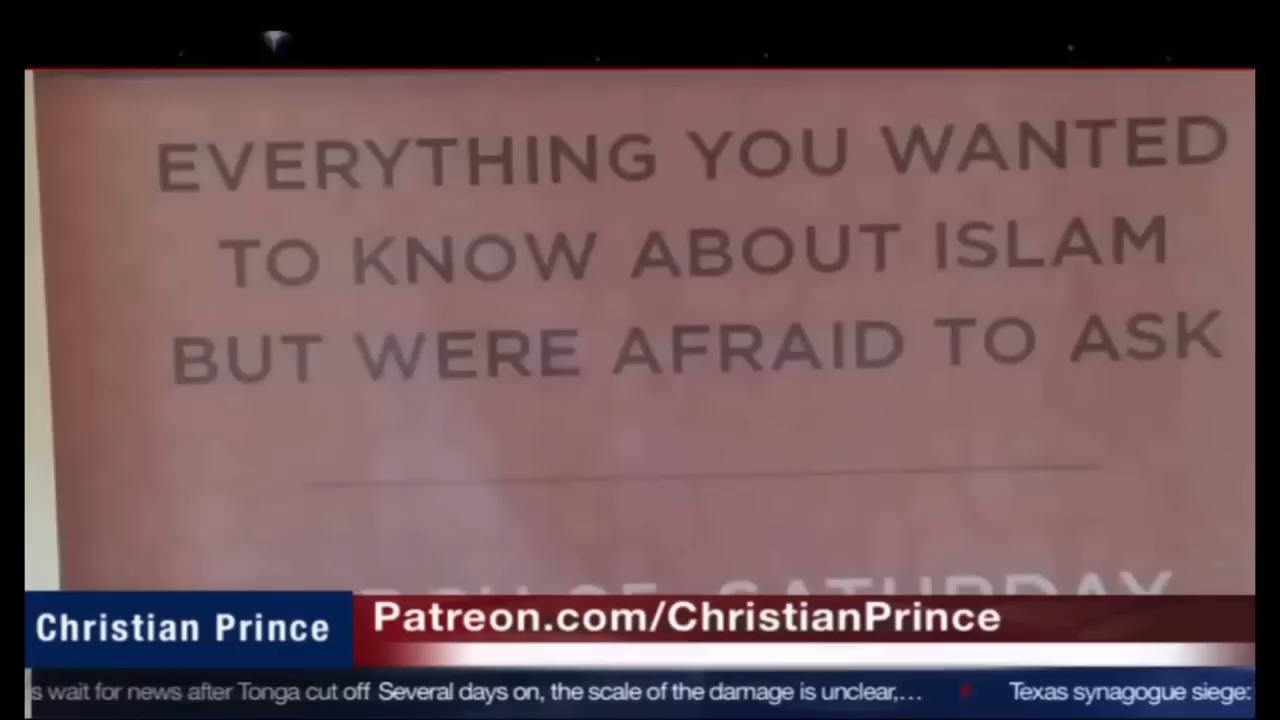 EVERYTHING YOU WANTED
TO KNOW ABOUT ISLAM
BUT WERE AFRAID TO ASK
SATURDAY
Christian Prince
Patreon.com/ChristianPrince
s wait for news after Tonga cut off Several days on, the scale of the damage is unclear,... Texas synagogue siege: